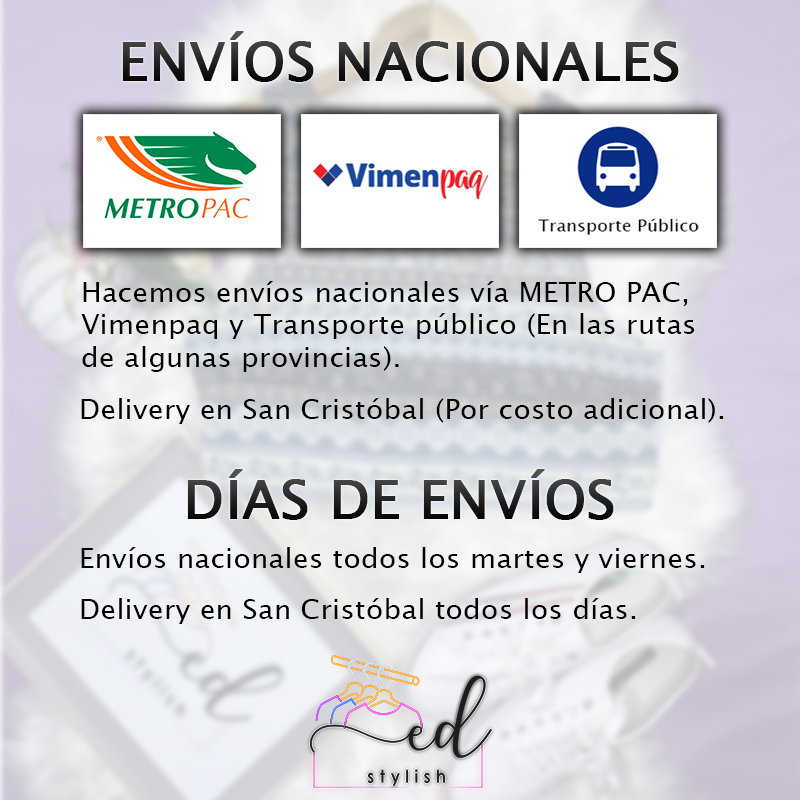 ENVÍOS NACIONALES
METROPAC
Vimenpaq
Transporte Público
Hacemos envíos nacionales vía METRO PAC,
Vimenpaq y Transporte público (En las rutas
de algunas provincias).
Delivery en San Cristóbal (Por costo adicional).
DÍAS DE ENVÍOS
Envíos nacionales todos los martes y viernes.
Delivery en San Cristóbal todos los días.
ed
stylish
ed
stylish